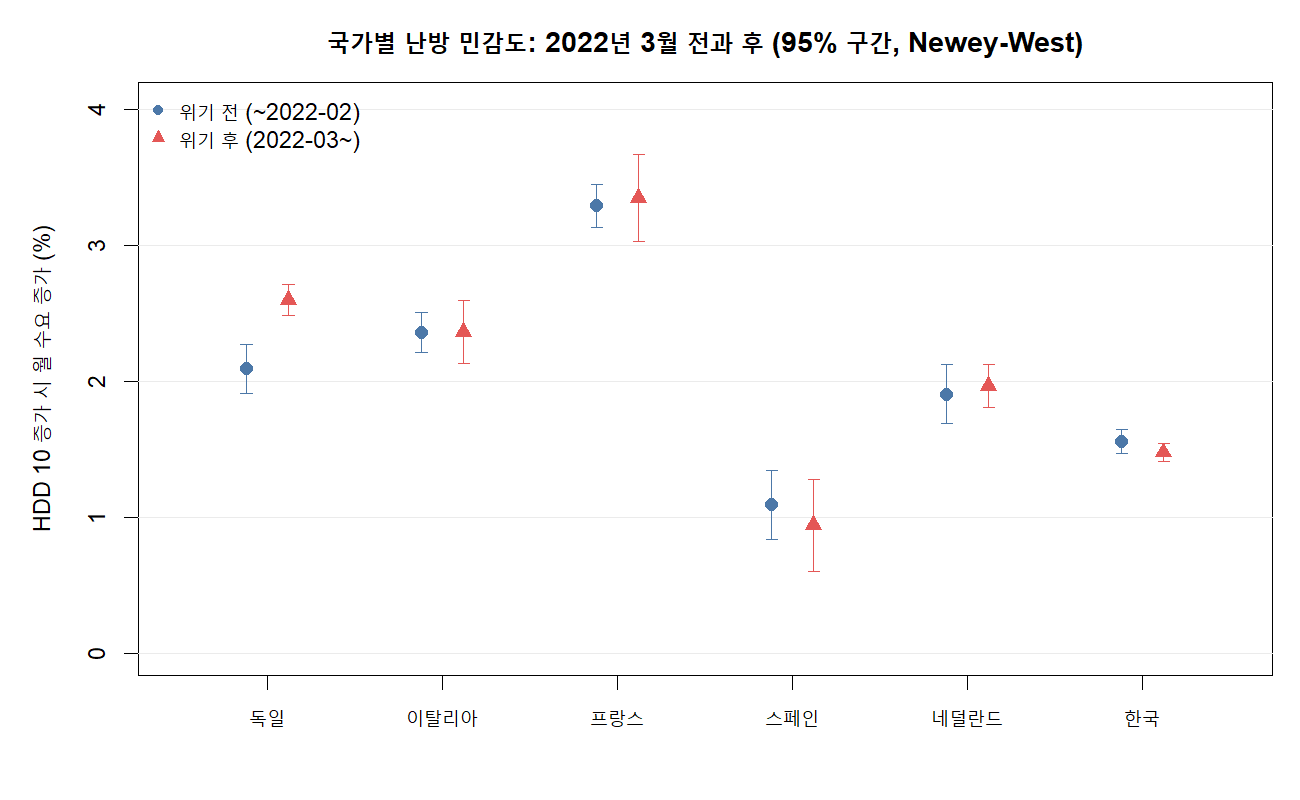 국가별 난방 민감도: 2022년 3월 전과 후 (95% 구간, Newey-West)
위기 전 (~2022-02)
위기 후 (2022-03~)
HDD 10 증가 시 월 수요 증가 (%)
4
3
2
1
0
독일 이탈리아 프랑스 스페인 네덜란드 한국